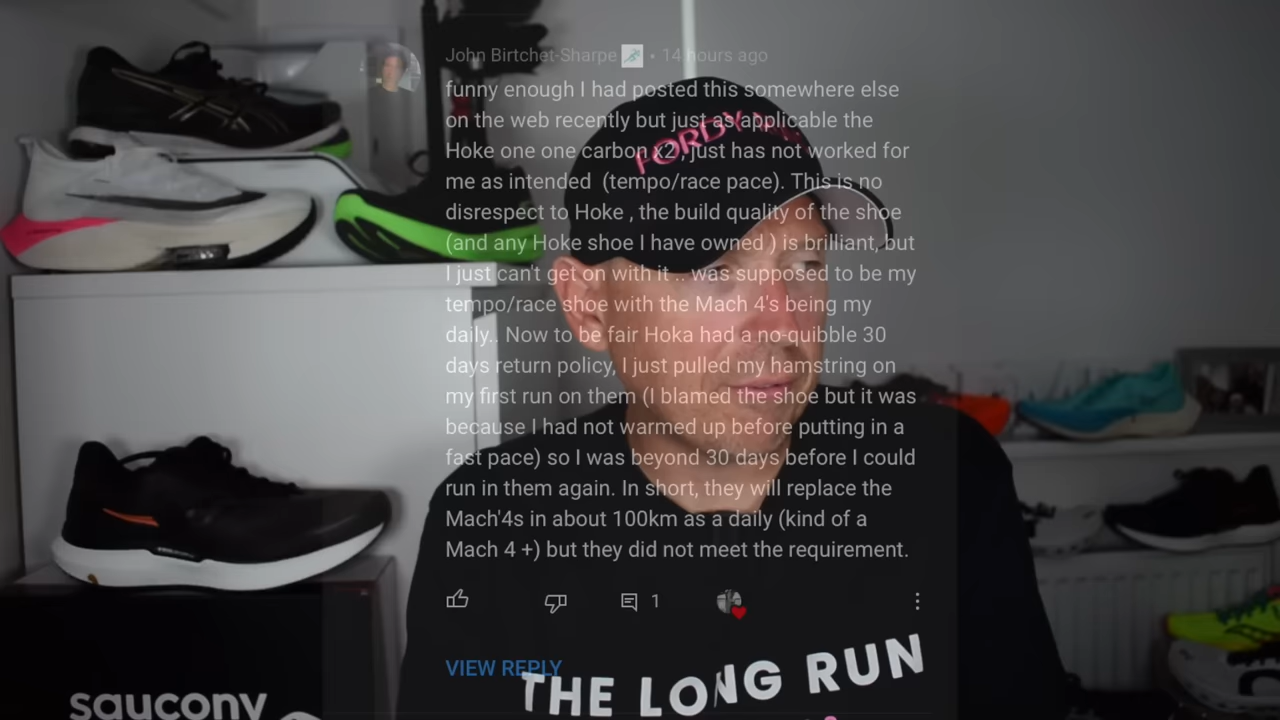 John Birtchet-Sharpe • 14 hours ago
funny enough I had posted this somewhere else
on the web recently but just as applicable the
Hoke one one carbon x2, just has not worked for
me as intended (tempo/race pace). This is no
disrespect to Hoke , the build quality of the shoe
(and any Hoke shoe I have owned ) is brilliant, but
I just can't get on with it .. was supposed to be my
tempo/race shoe with the Mach 4's being my
daily.. Now to be fair Hoka had a no-quibble 30
days return policy, I just pulled my hamstring on
my first run on them (I blamed the shoe but it was
because I had not warmed up before putting in a
fast pace) so I was beyond 30 days before I could
run in them again. In short, they will replace the
Mach'4s in about 100km as a daily (kind of a
Mach 4 +) but they did not meet the requirement.
1
VIEW REPLY
THE LONG RUN
saucony